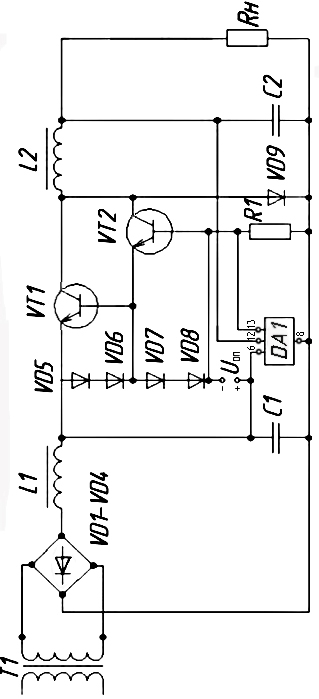 T1
VD1-VD4
L1
C1
VD5
VD6
VD7
VD8
Uоп
-
+
6
12
13
DA1
8
VT1
VT2
R1
VD9
L2
C2
Rн